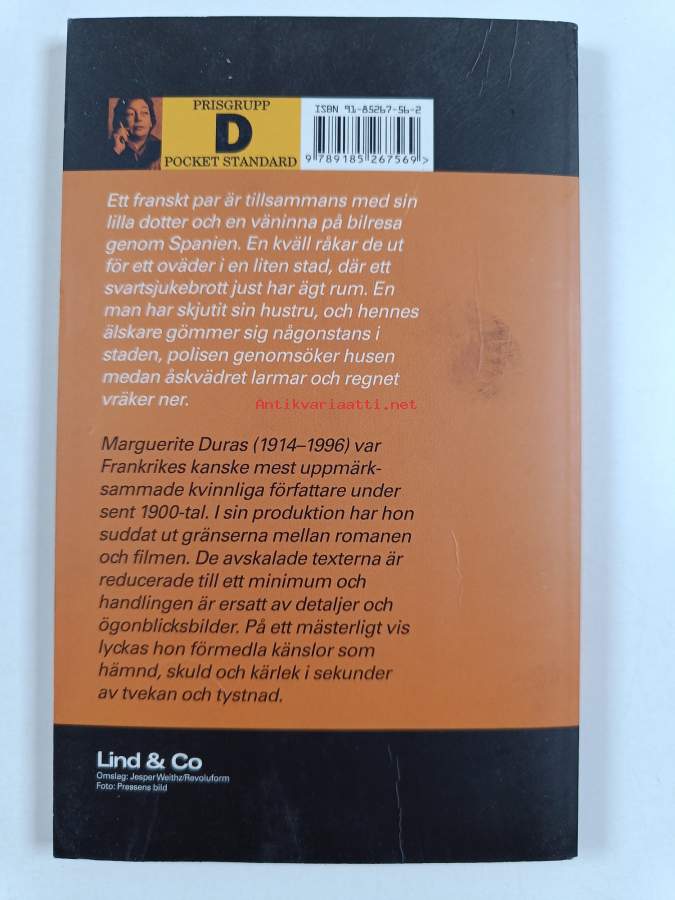 PRISGRUPP
D
POCKET STANDARD
ISBN 91-85267-56-2
9 789185 267569 >
Ett franskt par är tillsammans med sin
lilla dotter och en väninna på bilresa
genom Spanien. En kväll råkar de ut
för ett oväder i en liten stad, där ett
svartsjukebrott just har ägt rum. En
man har skjutit sin hustru, och hennes
älskare gömmer sig någonstans i
staden, polisen genomsöker husen
medan åskvädret larmar och regnet
vräker ner.
Antikvariaatti.net
Marguerite Duras (1914–1996) var
Frankrikes kanske mest uppmärk-
sammade kvinnliga författare under
sent 1900-tal. I sin produktion har hon
suddat ut gränserna mellan romanen
och filmen. De avskalade texterna är
reducerade till ett minimum och
handlingen är ersatt av detaljer och
ögonblicksbilder. På ett mästerligt vis
lyckas hon förmedla känslor som
hämnd, skuld och kärlek i sekunder
av tvekan och tystnad.
Lind & Co
Omslag: Jesper Weithz/Revoluform
Foto: Pressens bild